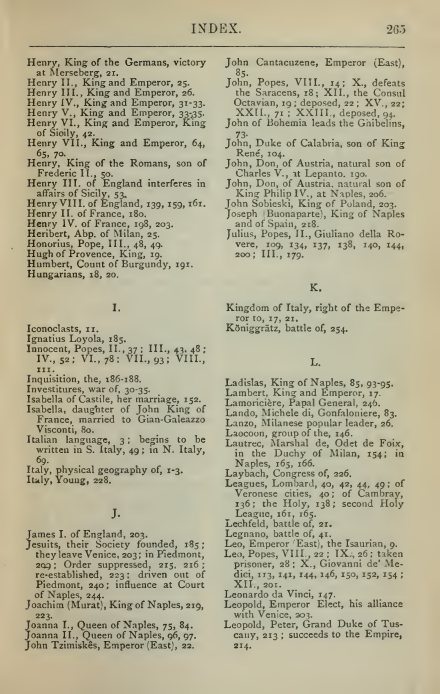 INDEX.
265
Henry, King of the Germans, victory
at Merseberg, 21.
Henry II., King and Emperor, 25.
Henry III., King and Emperor, 26.
Henry IV., King and Emperor, 31-33.
Henry V., King and Emperor, 33-35.
Henry VI., King and Emperor, King
of Sicily, 42.
Henry VII., King and Emperor, 64,
65, 70.
Henry, King of the Romans, son of
Frederic II., 50.
Henry III. of England interferes in
affairs of Sicily, 53.
Henry VIII. of England, 139, 159, 161.
Henry II. of France, 180.
Henry IV. of France, 198, 203.
Heribert, Abp. of Milan, 25.
Honorius, Pope, III., 48, 49.
Hugh of Provence, King, 19.
Humbert, Count of Burgundy, 191.
Hungarians, 18, 20.
I.
Iconoclasts, 11.
Ignatius Loyola, 185.
Innocent, Popes, II., 37 ; III., 43, 48 ;
IV., 52 ; VI., 78 ; VII., 93 ; VIII.,
111.
Inquisition, the, 186-188.
Investitures, war of, 30-35.
Isabella of Castile, her marriage, 152.
Isabella, daughter of John King of
France, married to Gian-Galeazzo
Visconti, 80.
Italian language, 3 ; begins to be
written in S. Italy, 49 ; in N. Italy,
69.
Italy, physical geography of, 1-3.
Italy, Young, 228.
J.
James I. of England, 203.
Jesuits, their Society founded, 185 ;
they leave Venice, 203 ; in Piedmont,
209 ; Order suppressed, 215, 216 ;
re-established, 223 ; driven out of
Piedmont, 240 ; influence at Court
of Naples, 244.
Joachim (Murat), King of Naples, 219,
223.
Joanna I., Queen of Naples, 75, 84.
Joanna II., Queen of Naples, 96, 97.
John Tzimiskês, Emperor (East), 22.
John Cantacuzene, Emperor (East),
85.
John, Popes, VIII., 14 ; X., defeats
the Saracens, 18 ; XII., the Consul
Octavian, 19 ; deposed, 22 ; XV., 22 ;
XXII., 71 ; XXIII., deposed, 94.
John of Bohemia leads the Ghibelins,
73.
John, Duke of Calabria, son of King
René, 104.
John, Don, of Austria, natural son of
Charles V., at Lepanto, 190.
John, Don, of Austria, natural son of
King Philip IV., at Naples, 206.
John Sobieski, King of Poland, 203.
Joseph (Buonaparte), King of Naples
and of Spain, 218.
Julius, Popes, II., Giuliano della Ro-
vere, 109, 134, 137, 138, 140, 144,
200 ; III., 179.
K.
Kingdom of Italy, right of the Empe-
ror to, 17, 21.
Königgrätz, battle of, 254.
L.
Ladislas, King of Naples, 85, 93-95.
Lambert, King and Emperor, 17.
Lamoricière, Papal General, 246.
Lando, Michele di, Gonfaloniere, 83.
Lanzo, Milanese popular leader, 26.
Laocoun, group of the, 146.
Lautrec, Marshal de, Odet de Foix,
in the Duchy of Milan, 154 ; in
Naples, 165, 166.
Laybach, Congress of, 226.
Leagues, Lombard, 40, 42, 44, 49 ; of
Veronese cities, 40 ; of Cambray,
136 ; the Holy, 138 ; second Holy
League, 161, 165.
Lechfeld, battle of, 21.
Legnano, battle of, 41.
Leo, Emperor (East), the Isaurian, 9.
Leo, Popes, VIII., 22 ; IX., 26 ; taken
prisoner, 28 ; X., Giovanni de' Me-
dici, 113, 141, 144, 146, 150, 152, 154 ;
XII., 201.
Leonardo da Vinci, 147.
Leopold, Emperor Elect, his alliance
with Venice, 203.
Leopold, Peter, Grand Duke of Tus-
cany, 213 ; succeeds to the Empire,
214.